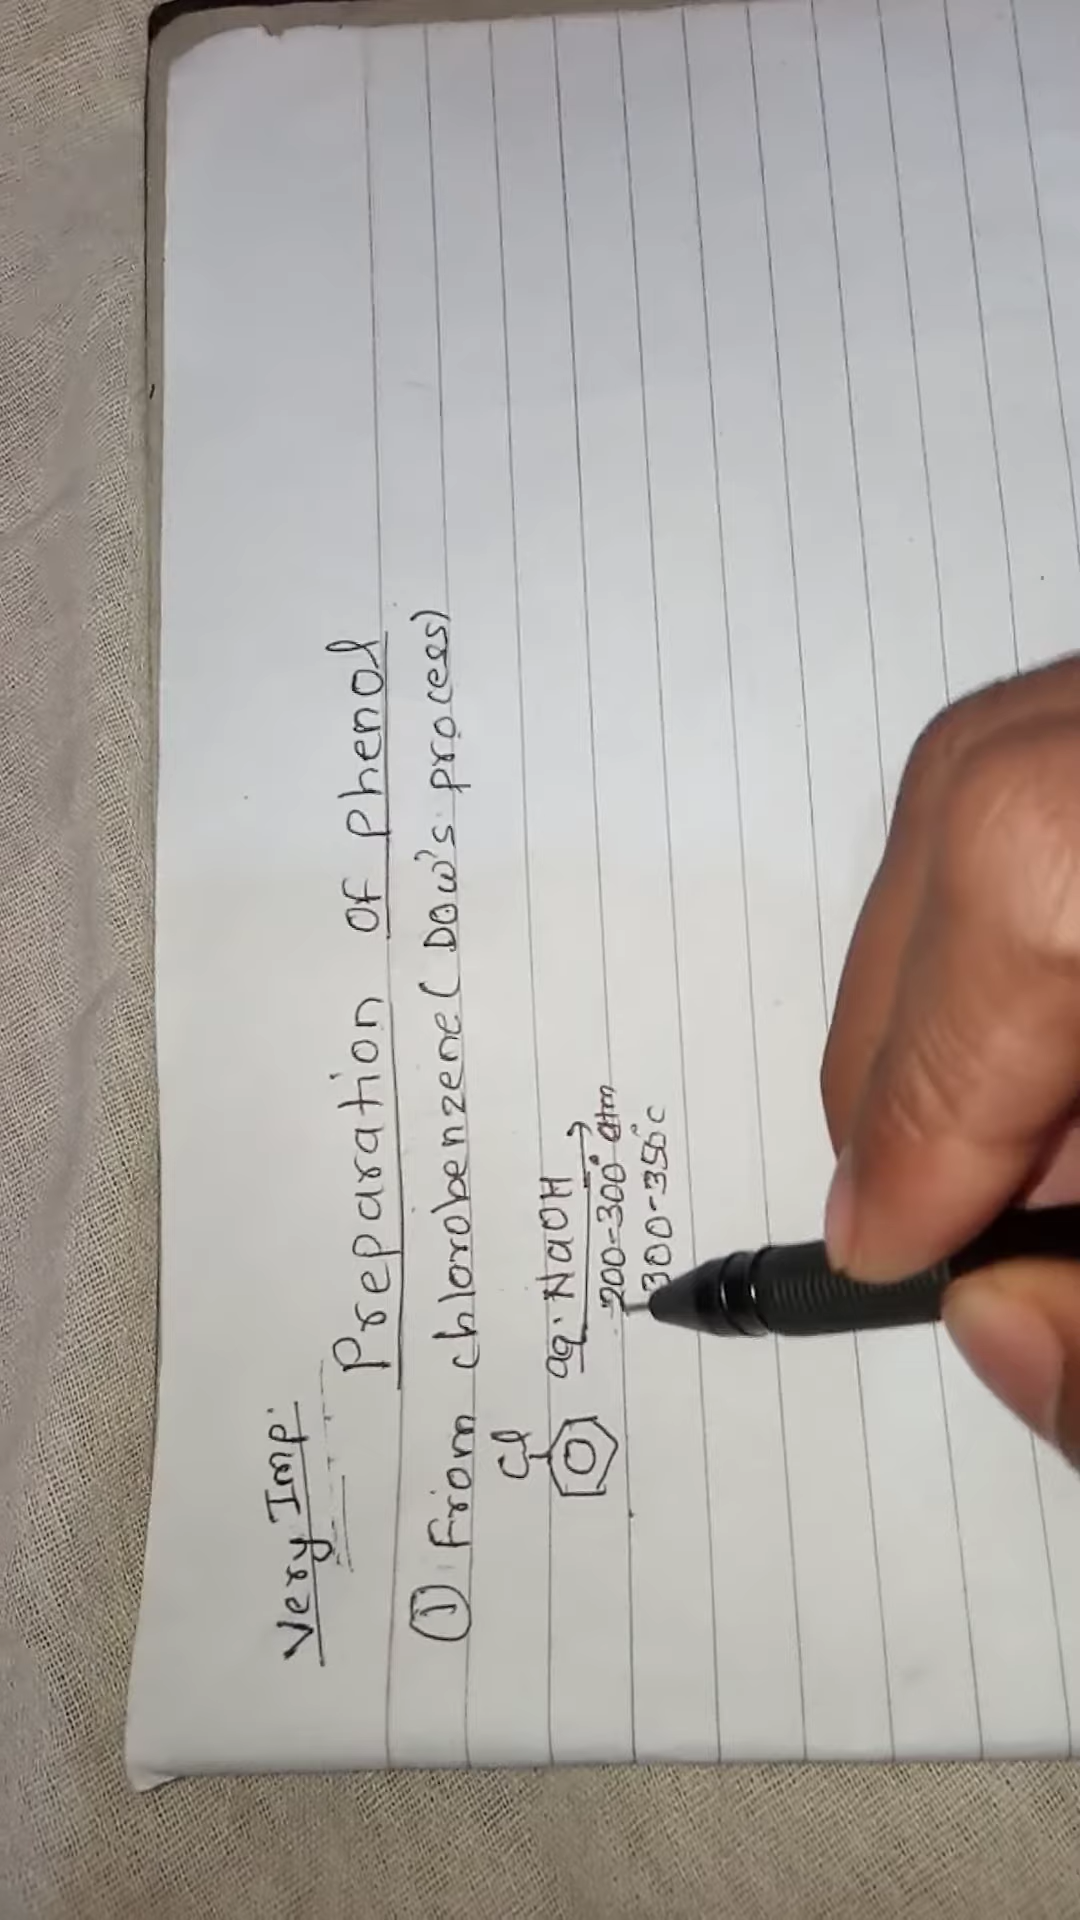 Very Imp.
Preparation of phenol
① From chlorobenzene (Dow's process)
Cl
aq. NaOH
200-300° atm
300-350°c